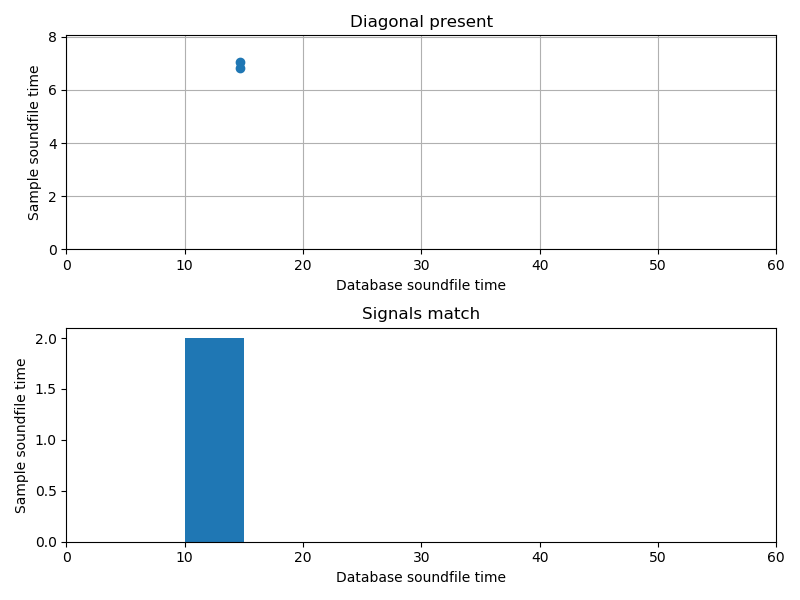 Diagonal present
Sample soundfile time
8
6
4
2
0
0 10 20 30 40 50 60
Database soundfile time
Signals match
Sample soundfile time
2.0
1.5
1.0
0.5
0.0
0 10 20 30 40 50 60
Database soundfile time